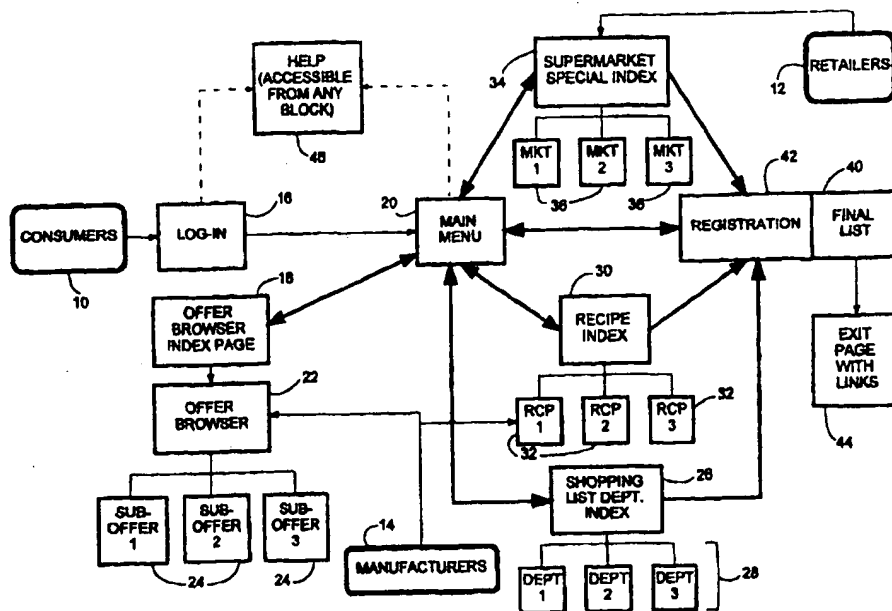 HELP
(ACCESSIBLE
FROM ANY
BLOCK)
48
34
SUPERMARKET
SPECIAL INDEX
12
RETAILERS
MKT
1
MKT
2
MKT
3
36
36
42
40
16
20
CONSUMERS
10
LOG-IN
MAIN
MENU
REGISTRATION
FINAL
LIST
18
OFFER
BROWSER
INDEX PAGE
30
RECIPE
INDEX
EXIT
PAGE
WITH
LINKS
44
22
OFFER
BROWSER
RCP
1
RCP
2
RCP
3
32
32
SUB-
OFFER
1
SUB-
OFFER
2
SUB-
OFFER
3
24
24
14
MANUFACTURERS
26
SHOPPING
LIST DEPT.
INDEX
DEPT
1
DEPT
2
DEPT
3
28